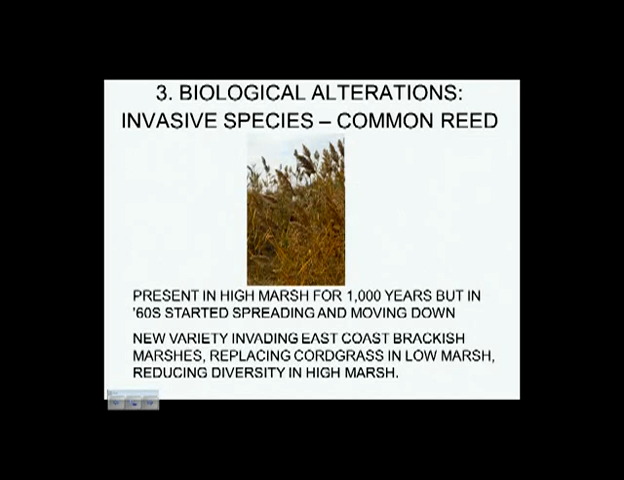 3. BIOLOGICAL ALTERATIONS:
INVASIVE SPECIES – COMMON REED
PRESENT IN HIGH MARSH FOR 1,000 YEARS BUT IN
'60S STARTED SPREADING AND MOVING DOWN
NEW VARIETY INVADING EAST COAST BRACKISH
MARSHES, REPLACING CORDGRASS IN LOW MARSH,
REDUCING DIVERSITY IN HIGH MARSH.